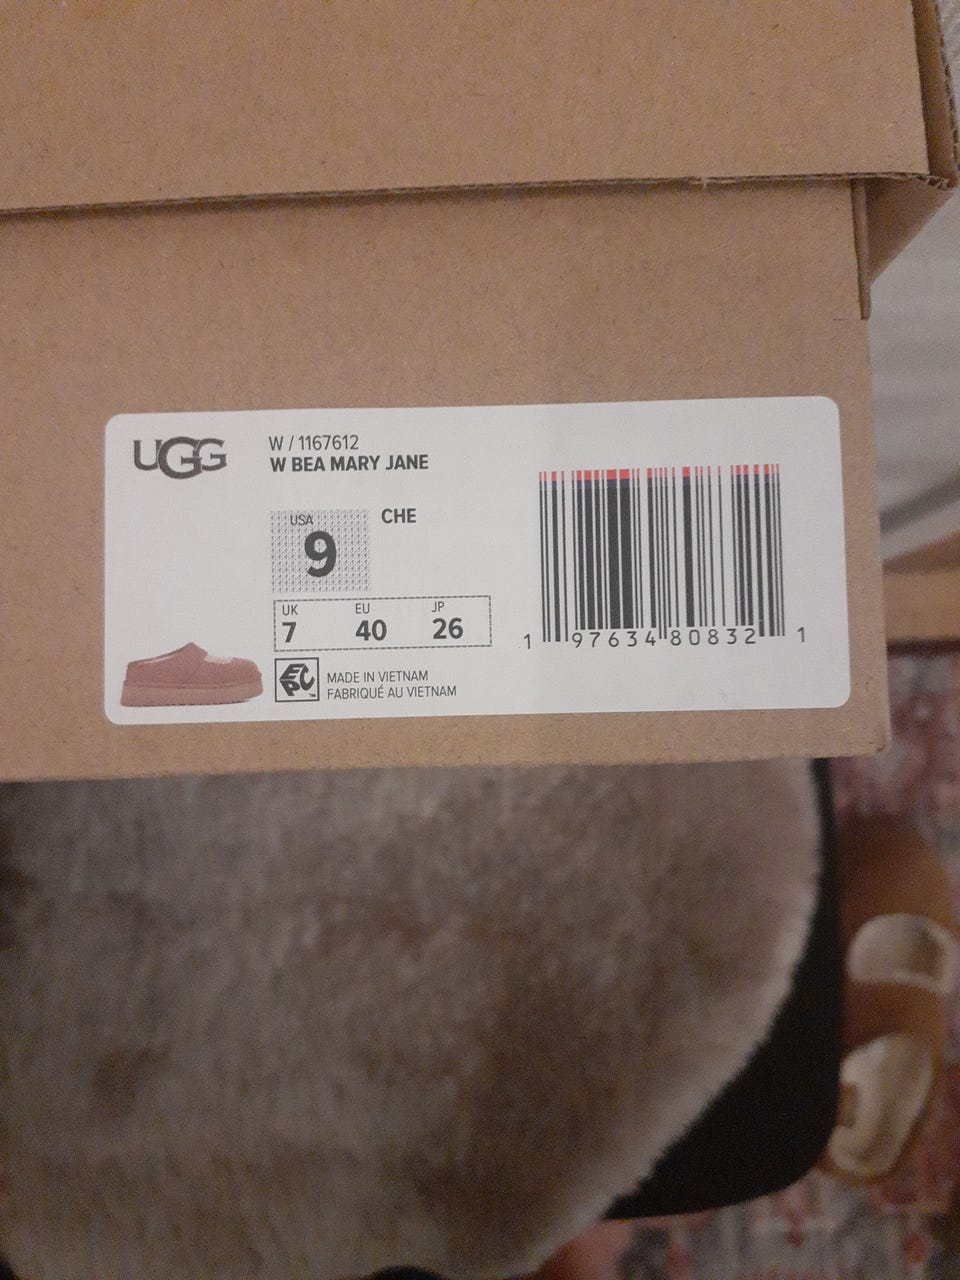 UGG
W / 1167612
W BEA MARY JANE
USA
9
CHE
UK EU JP
7 40 26
EPC™
MADE IN VIETNAM
FABRIQUÉ AU VIETNAM
1 97634 80832 1